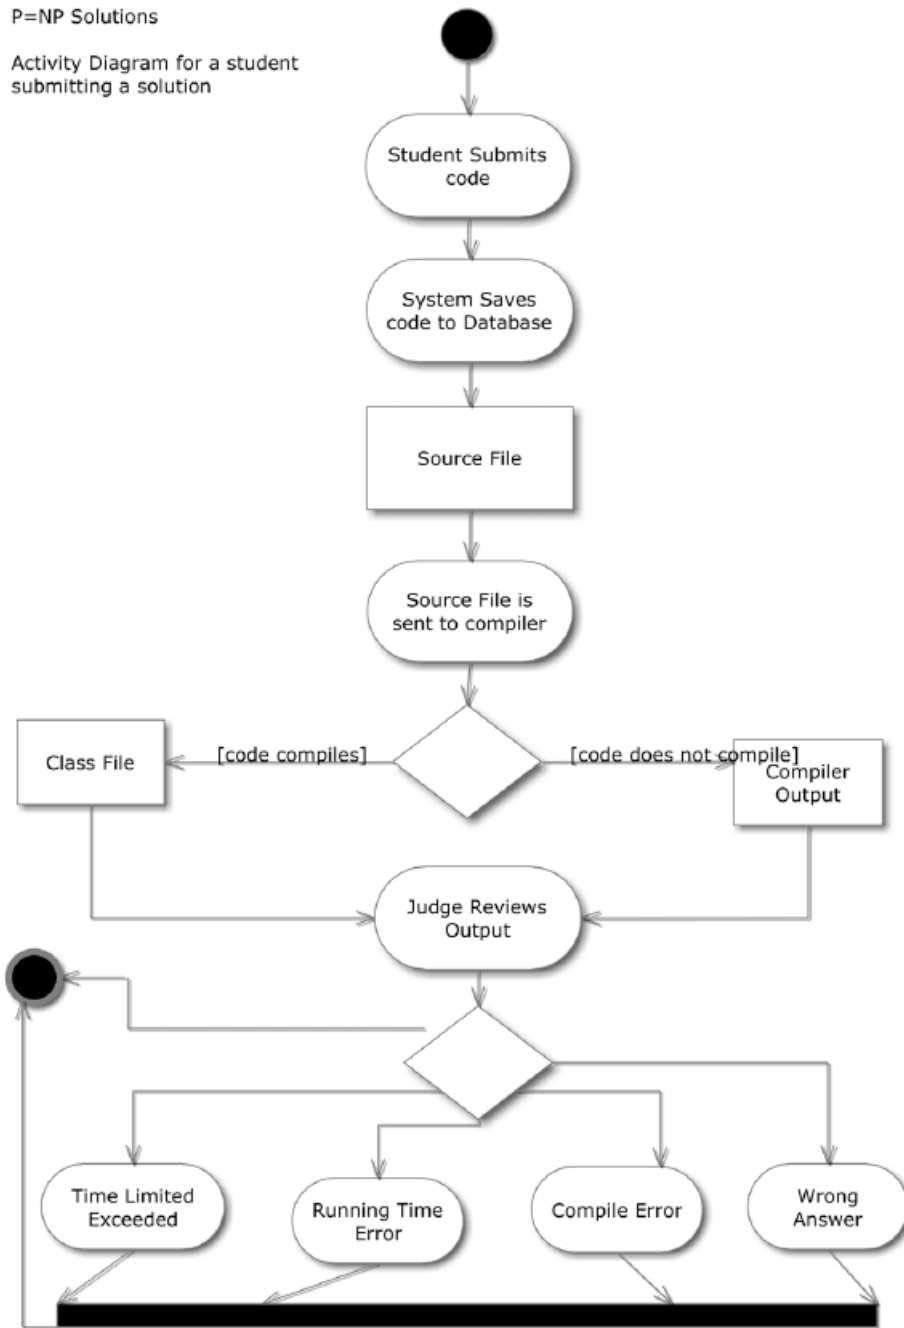 P=NP Solutions
Activity Diagram for a student
submitting a solution
Student Submits
code
System Saves
code to Database
Source File
Source File is
sent to compiler
[code compiles]
[code does not compile]
Class File
Compiler
Output
Judge Reviews
Output
Time Limited
Exceeded
Running Time
Error
Compile Error
Wrong
Answer